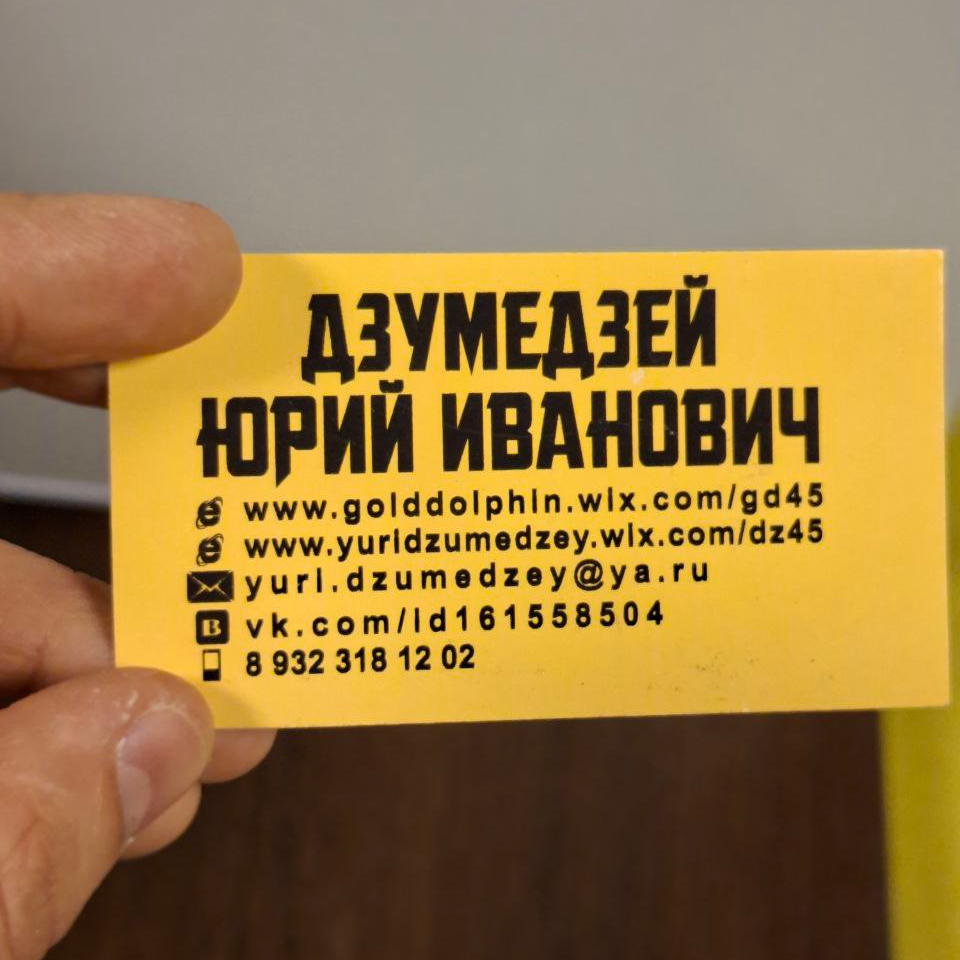 ДЗУМЕДЗЕЙ
ЮРИЙ ИВАНОВИЧ
www.golddolphin.wix.com/gd45
www.yuridzumedzey.wix.com/dz45
yuri.dzumedzey@ya.ru
vk.com/id161558504
8 932 318 12 02